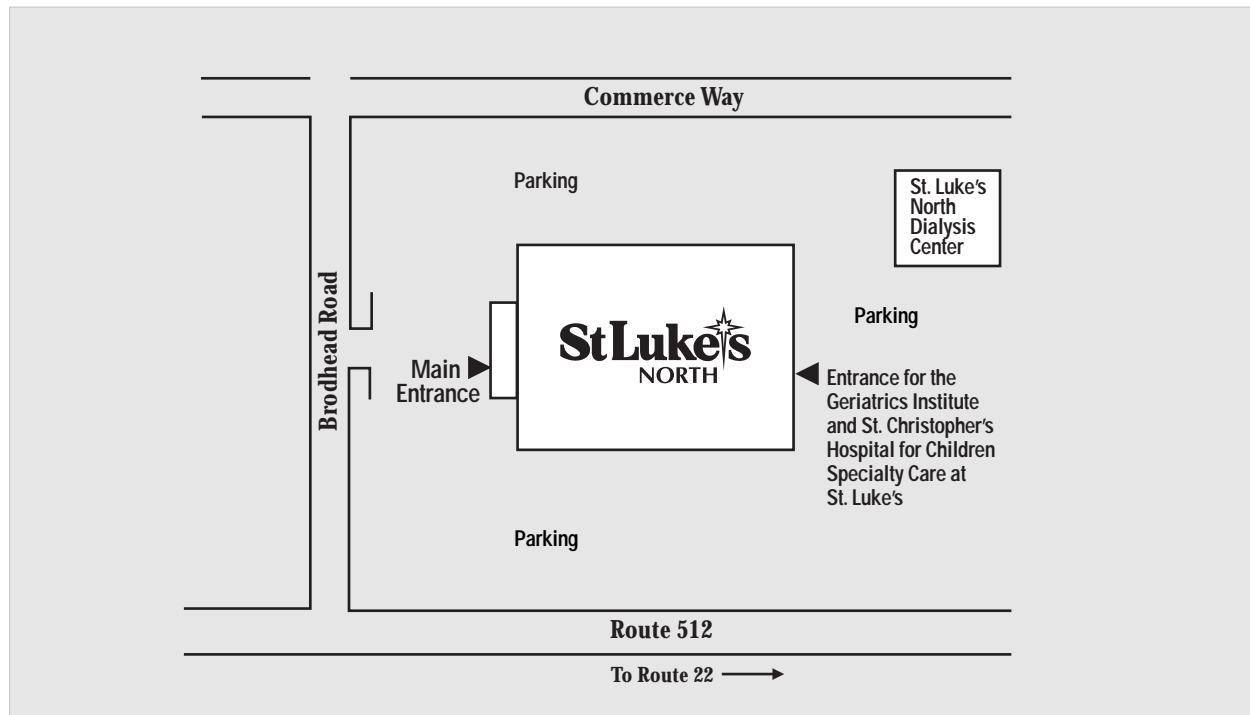 Commerce Way
Parking
St. Luke's
North
Dialysis
Center
Brodhead Road
StLuke's
NORTH
Parking
Main
Entrance
Entrance for the
Geriatrics Institute
and St. Christopher's
Hospital for Children
Specialty Care at
St. Luke's
Parking
Route 512
To Route 22